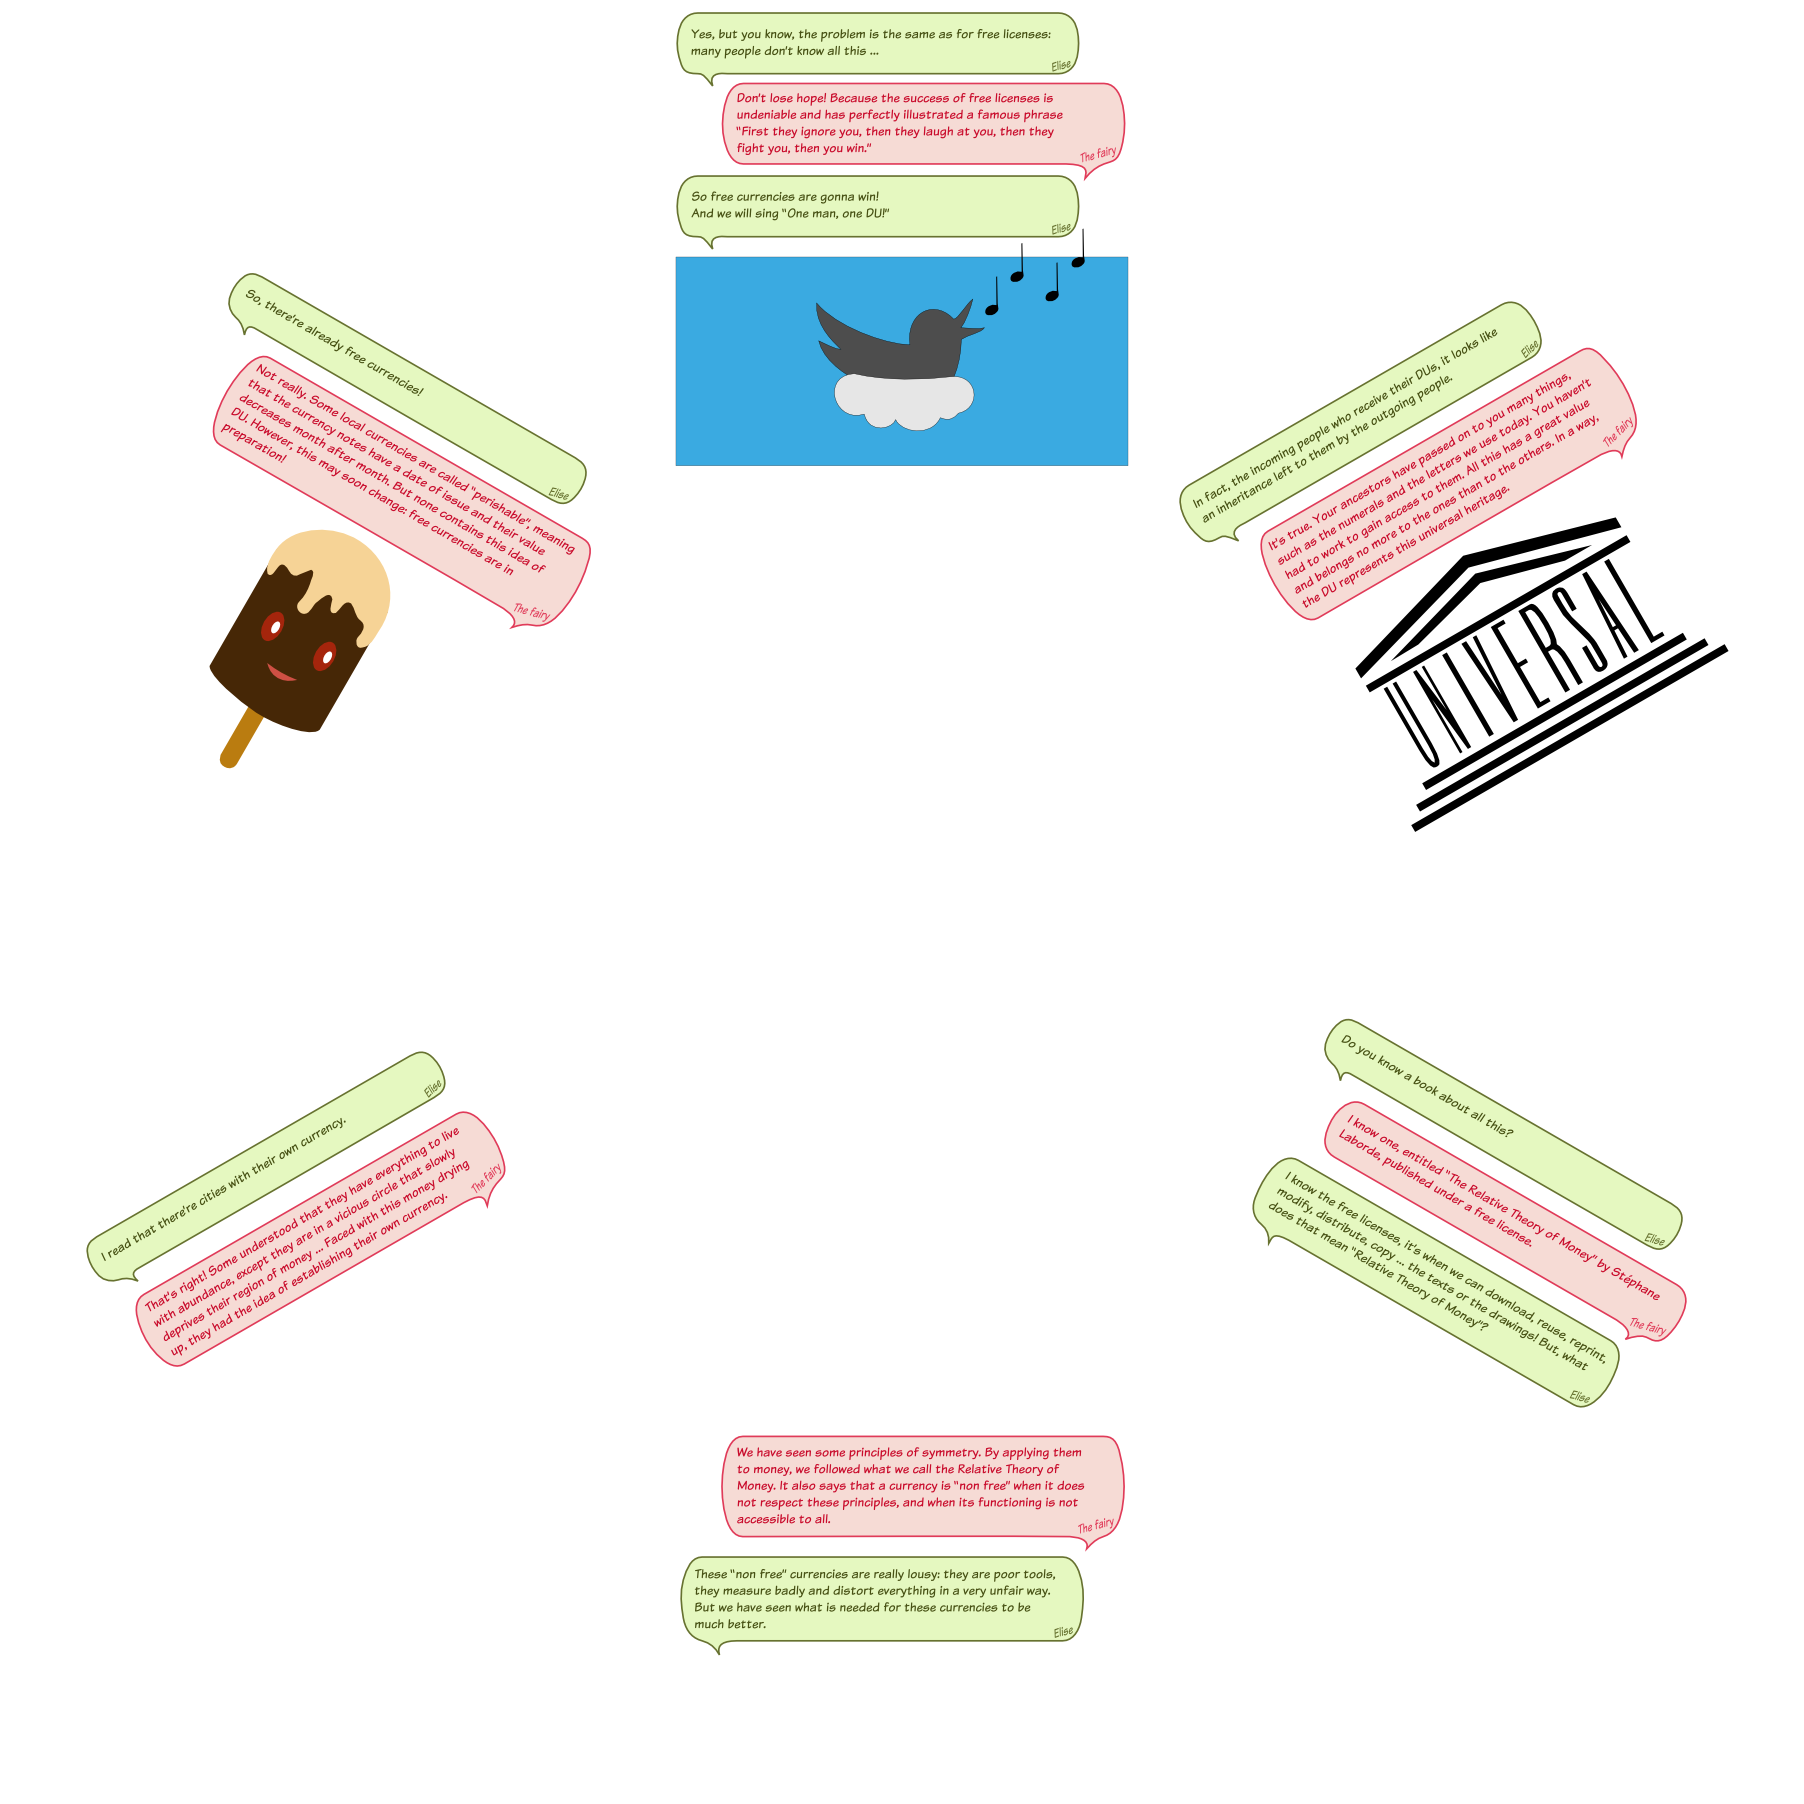 Yes, but you know, the problem is the same as for free licenses:
many people don't know all this ...
Elise
Don't lose hope! Because the success of free licenses is
undeniable and has perfectly illustrated a famous phrase
"First they ignore you, then they laugh at you, then they
fight you, then you win."
The fairy
So free currencies are gonna win!
And we will sing "One man, one DU!"
Elise
In fact, the incoming people who receive their DUs, it looks like
an inheritance left to them by the outgoing people.
Elise
It's true. Your ancestors have passed on to you many things,
such as the numerals and the letters we use today. You haven't
had to work to gain access to them. All this has a great value
and belongs no more to the ones than to the others. In a way,
the DU represents this universal heritage.
The fairy
UNIVERSAL
Do you know a book about all this?
Elise
I know one, entitled "The Relative Theory of Money" by Stéphane
Laborde, published under a free license.
The fairy
I know the free licenses, it's when we can download, reuse, reprint,
modify, distribute, copy ... the texts or the drawings! But, what
does that mean "Relative Theory of Money"?
Elise
We have seen some principles of symmetry. By applying them
to money, we followed what we call the Relative Theory of
Money. It also says that a currency is "non free" when it does
not respect these principles, and when its functioning is not
accessible to all.
The fairy
These "non free" currencies are really lousy: they are poor tools,
they measure badly and distort everything in a very unfair way.
But we have seen what is needed for these currencies to be
much better.
Elise
I read that there're cities with their own currency.
Elise
That's right! Some understood that they have everything to live
with abundance, except they are in a vicious circle that slowly
deprives their region of money ... Faced with this money drying
up, they had the idea of establishing their own currency.
The fairy
So, there're already free currencies!
Elise
Not really. Some local currencies are called "perishable", meaning
that the currency notes have a date of issue and their value
decreases month after month. But none contains this idea of
DU. However, this may soon change: free currencies are in
preparation!
The fairy